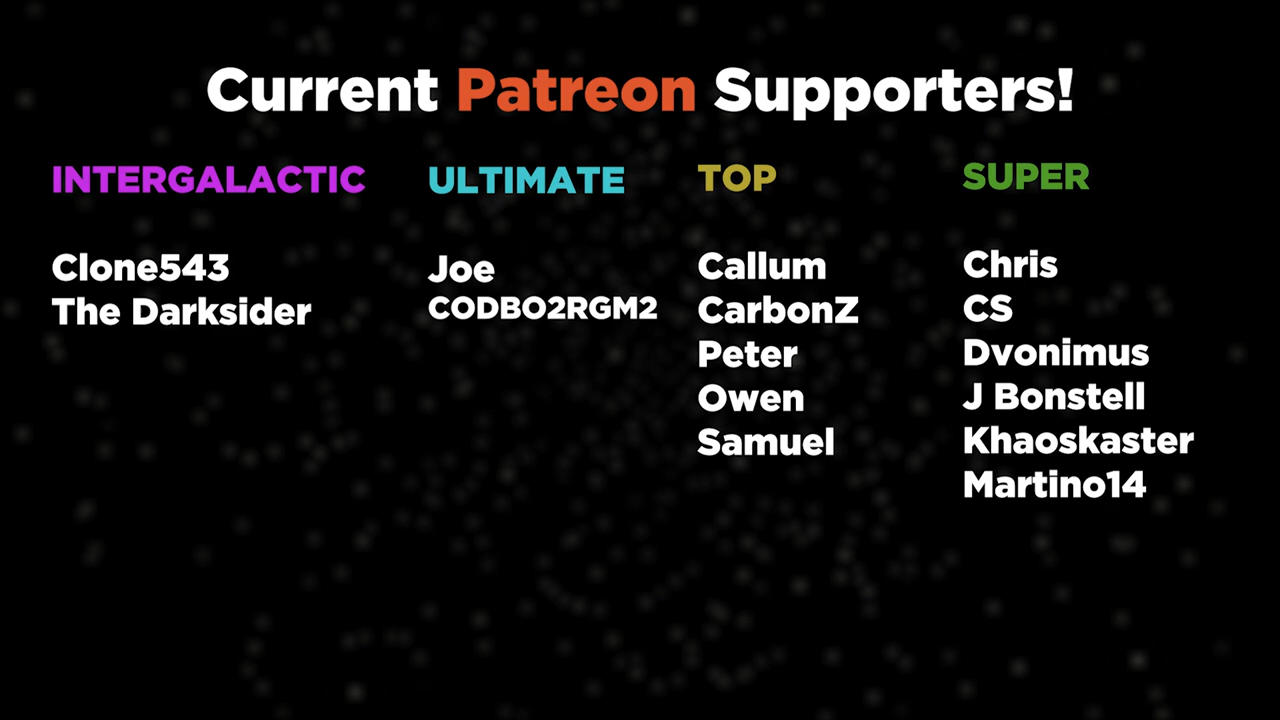 Current Patreon Supporters!
INTERGALACTIC
Clone543
The Darksider
ULTIMATE
Joe
CODBO2RGM2
TOP
Callum
CarbonZ
Peter
Owen
Samuel
SUPER
Chris
CS
Dvonimus
J Bonstell
Khaoskaster
Martino14